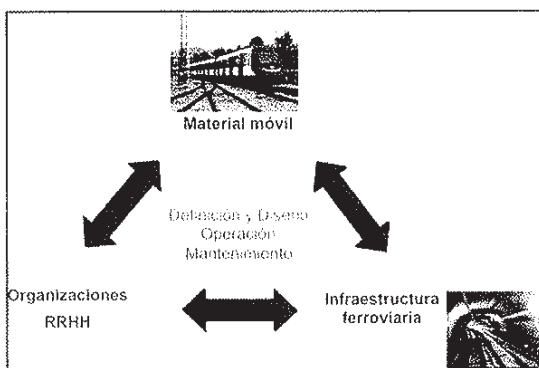 Material móvil
Definición y Diseño
Operación
Mantenimiento
Organizaciones
RRHH
Infraestructura
ferroviaria